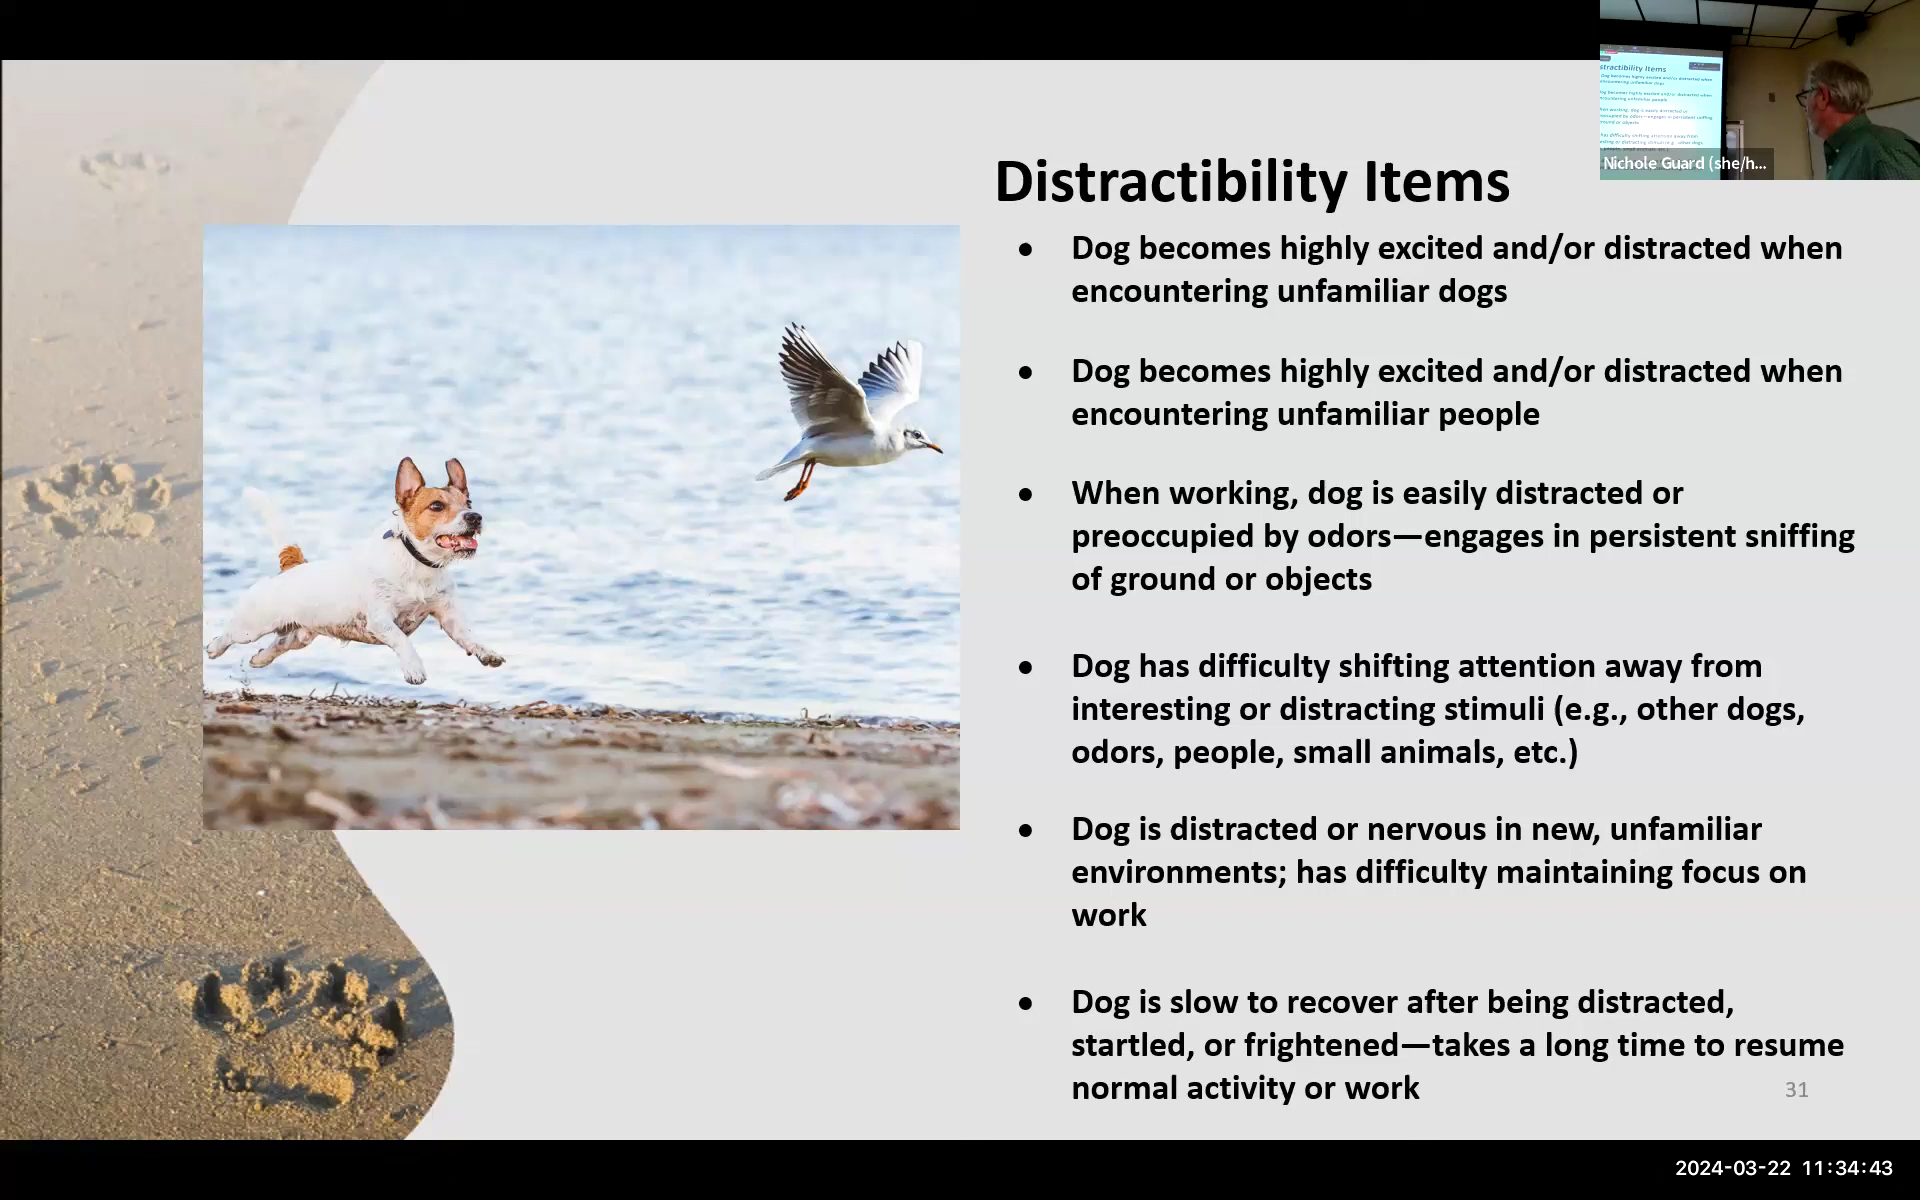 Distractibility Items
• Dog becomes highly excited and/or distracted when
encountering unfamiliar dogs
• Dog becomes highly excited and/or distracted when
encountering unfamiliar people
• When working, dog is easily distracted or
preoccupied by odors—engages in persistent sniffing
of ground or objects
• Dog has difficulty shifting attention away from
interesting or distracting stimuli (e.g., other dogs,
odors, people, small animals, etc.)
• Dog is distracted or nervous in new, unfamiliar
environments; has difficulty maintaining focus on
work
• Dog is slow to recover after being distracted,
startled, or frightened—takes a long time to resume
normal activity or work
31
Nichole Guard (she/h...
2024-03-22 11:34:43